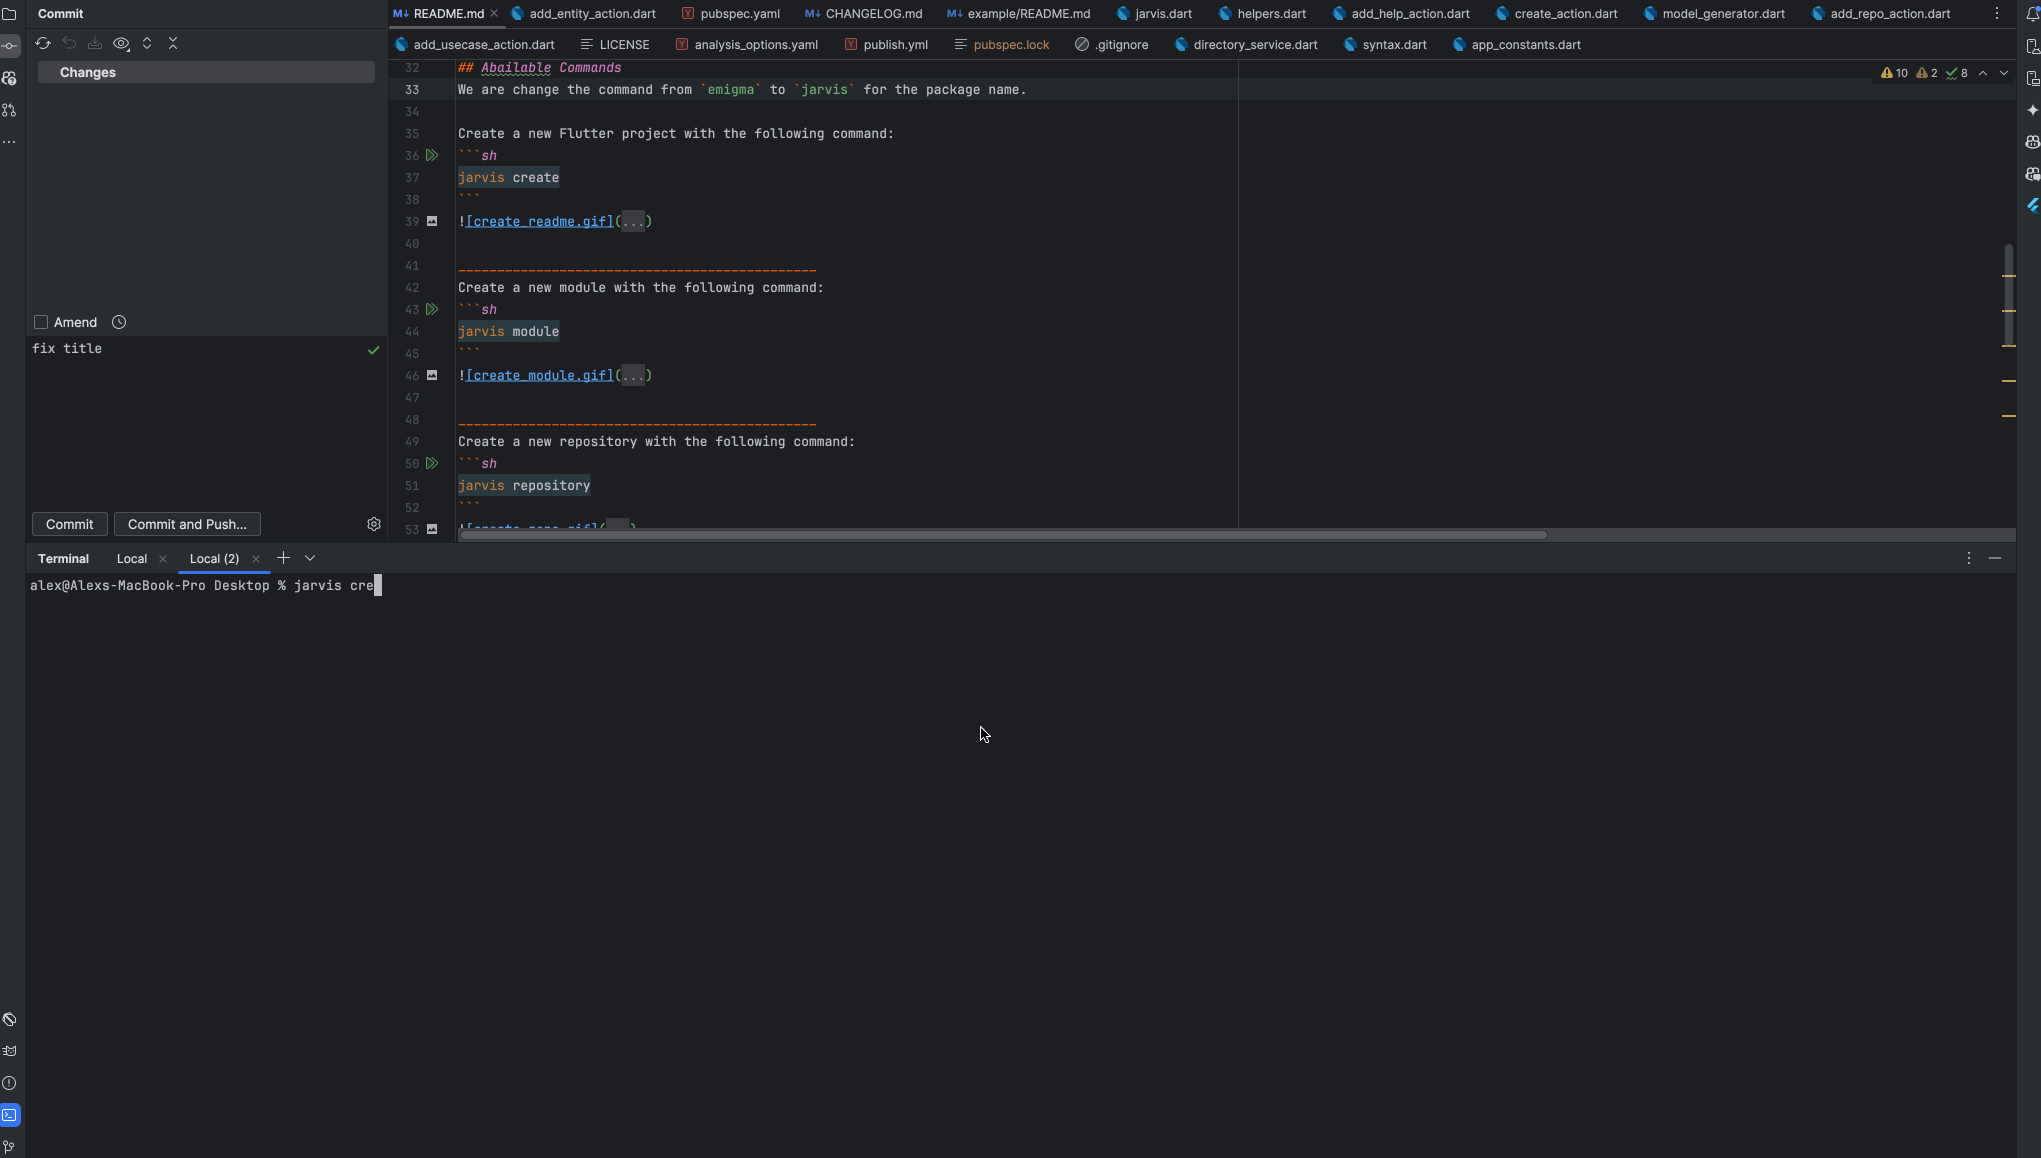 Commit
Changes
Amend
fix title
Commit
Commit and Push...
README.md
add_entity_action.dart
pubspec.yaml
CHANGELOG.md
example/README.md
jarvis.dart
helpers.dart
add_help_action.dart
create_action.dart
model_generator.dart
add_repo_action.dart
add_usecase_action.dart
LICENSE
analysis_options.yaml
publish.yml
pubspec.lock
.gitignore
directory_service.dart
syntax.dart
app_constants.dart
10 2 8
32 ## Abailable Commands
33 We are change the command from `emigma` to `jarvis` for the package name.
34
35 Create a new Flutter project with the following command:
36 ```sh
37 jarvis create
38 ```
39 ![create_readme.gif](...)
40
41 ______________________________________________
42 Create a new module with the following command:
43 ```sh
44 jarvis module
45 ```
46 ![create_module.gif](...)
47
48 ______________________________________________
49 Create a new repository with the following command:
50 ```sh
51 jarvis repository
52 ```
53 ![create_repo.gif](...)
Terminal
Local
Local (2)
alex@Alexs-MacBook-Pro Desktop % jarvis cre